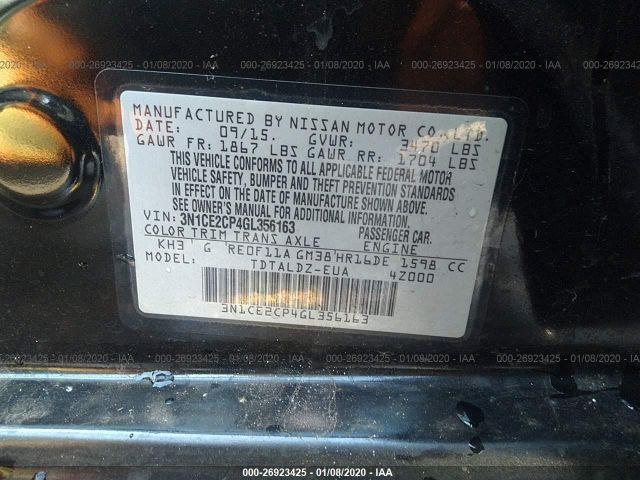 000-26923425 - 01/08/2020 - IAA
MANUFACTURED BY NISSAN MOTOR CO., LTD.
DATE: 09/15. GVWR: 3470 LBS
GAWR FR: 1867 LBS GAWR RR: 1704 LBS
THIS VEHICLE CONFORMS TO ALL APPLICABLE FEDERAL MOTOR
VEHICLE SAFETY, BUMPER AND THEFT PREVENTION STANDARDS
IN EFFECT ON THE DATE OF MANUFACTURE SHOWN ABOVE.
SEE OWNER'S MANUAL FOR ADDITIONAL INFORMATION
VIN: 3N1CE2CP4GL356163 PASSENGER CAR.
COLOR TRIM TRANS AXLE ENGINE
KH3 G RE0F11A GM38 HR16DE 1598 CC
MODEL: TDTALDZ-EUA 4Z000
3N1CE2CP4GL356163
000-26923425 - 01/08/2020 - IAA